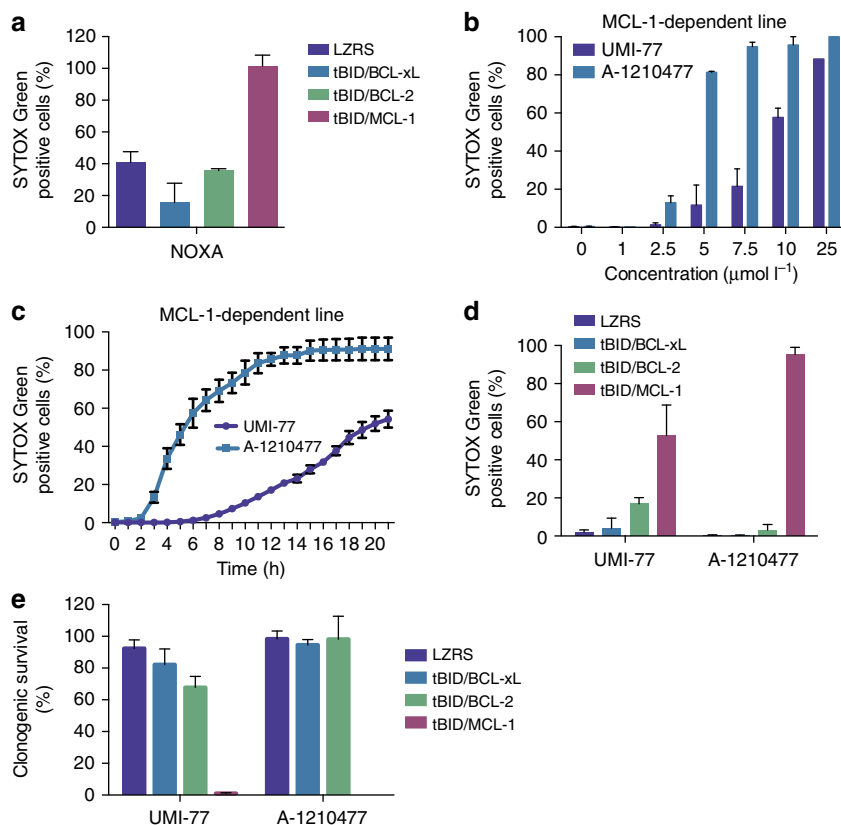 a
120
100
80
60
40
20
0
SYTOX Green
positive cells (%)
NOXA
LZRS
tBID/BCL-xL
tBID/BCL-2
tBID/MCL-1
b
MCL-1-dependent line
UMI-77
A-1210477
100
80
60
40
20
0
SYTOX Green
positive cells (%)
0 1 2.5 5 7.5 10 25
Concentration (μmol l⁻¹)
c
MCL-1-dependent line
100
80
60
40
20
0
SYTOX Green
positive cells (%)
UMI-77
A-1210477
0 2 4 6 8 10 12 14 16 18 20
Time (h)
d
LZRS
tBID/BCL-xL
tBID/BCL-2
tBID/MCL-1
100
80
60
40
20
0
SYTOX Green
positive cells (%)
UMI-77 A-1210477
e
120
100
80
60
40
20
0
Clonogenic survival
(%)
UMI-77 A-1210477
LZRS
tBID/BCL-xL
tBID/BCL-2
tBID/MCL-1